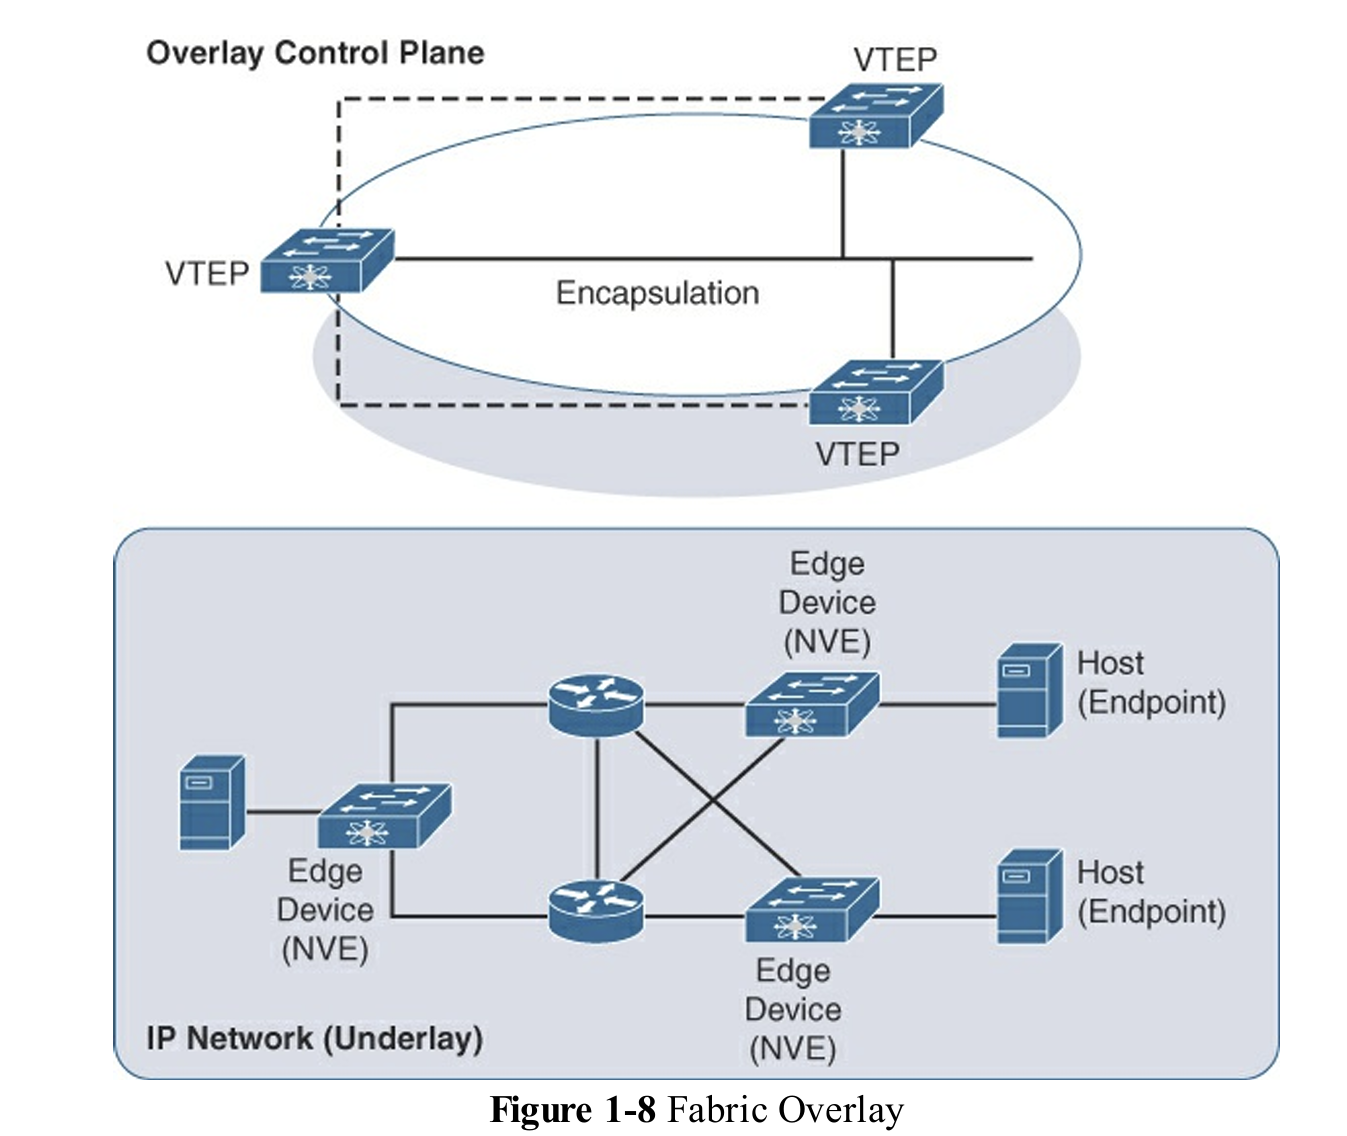 Overlay Control Plane
VTEP
VTEP
Encapsulation
VTEP
Edge
Device
(NVE)
Host
(Endpoint)
Edge
Device
(NVE)
Host
(Endpoint)
Edge
Device
(NVE)
IP Network (Underlay)
Figure 1-8 Fabric Overlay